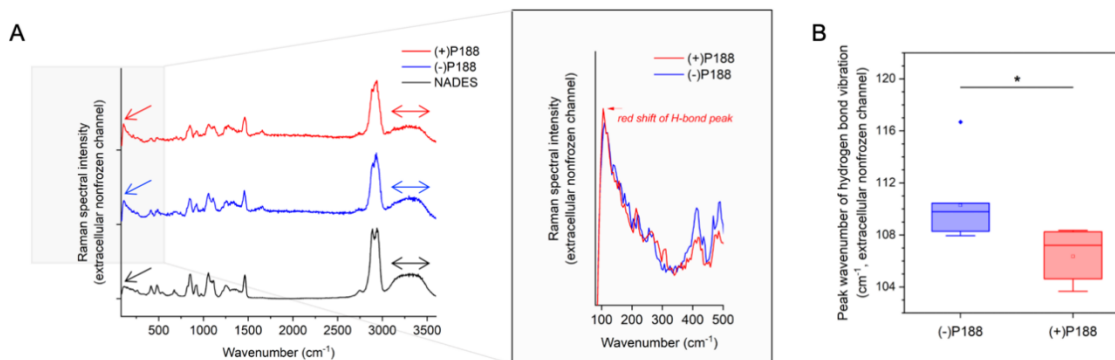 A
(+)P188
(-)P188
NADES
Raman spectral intensity
(extracellular nonfrozen channel)
500
1000
1500
2000
2500
3000
3500
Wavenumber (cm⁻¹)
(+)P188
(-)P188
red shift of H-bond peak
Raman spectral intensity
(extracellular nonfrozen channel)
100
200
300
400
500
Wavenumber (cm⁻¹)
B
Peak wavenumber of hydrogen bond vibration
(cm⁻¹, extracellular nonfrozen channel)
120
116
112
108
104
*
(-)P188
(+)P188